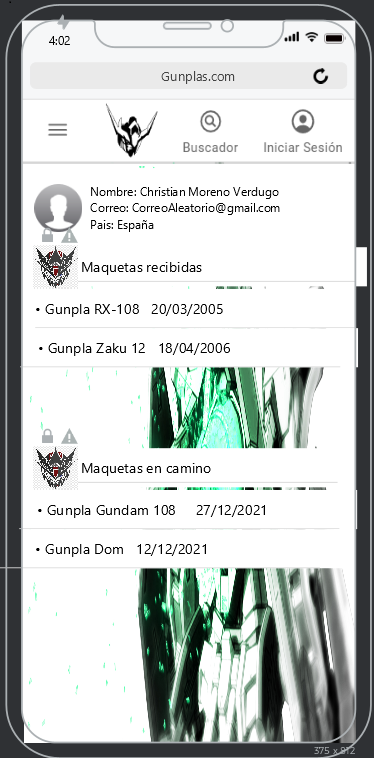 4:02
Gunplas.com
Buscador
Iniciar Sesión
Nombre: Christian Moreno Verdugo
Correo: CorreoAleatorio@gmail.com
Pais: España
Maquetas recibidas
• Gunpla RX-108 20/03/2005
• Gunpla Zaku 12 18/04/2006
Maquetas en camino
• Gunpla Gundam 108 27/12/2021
• Gunpla Dom 12/12/2021
375 x 812